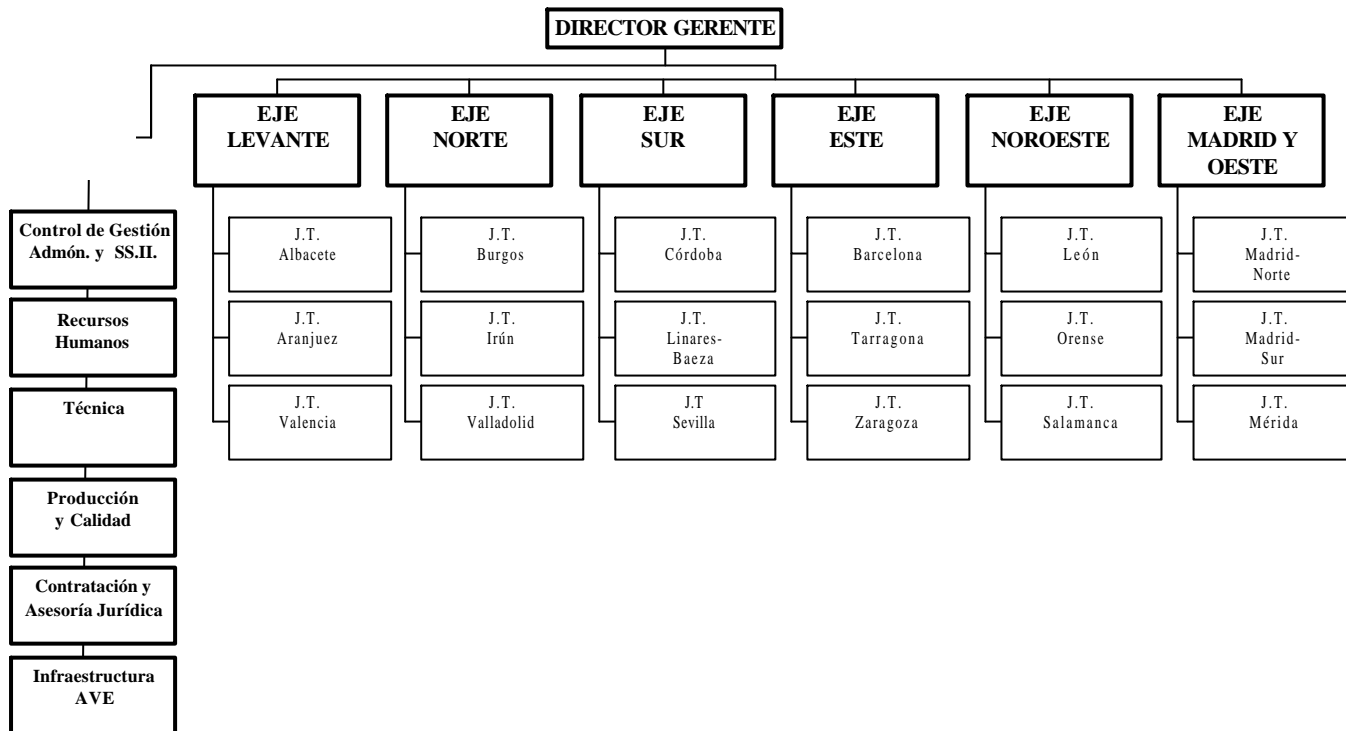 DIRECTOR GERENTE
EJE
LEVANTE
EJE
NORTE
EJE
SUR
EJE
ESTE
EJE
NOROESTE
EJE
MADRID Y
OESTE
Control de Gestión
Admón. y SS.II.
Recursos
Humanos
Técnica
Producción
y Calidad
Contratación y
Asesoría Jurídica
Infraestructura
AVE
J.T.
Albacete
J.T.
Aranjuez
J.T.
Valencia
J.T.
Burgos
J.T.
Irún
J.T.
Valladolid
J.T.
Córdoba
J.T.
Linares-
Baeza
J.T
Sevilla
J.T.
Barcelona
J.T.
Tarragona
J.T.
Zaragoza
J.T.
León
J.T.
Orense
J.T.
Salamanca
J.T.
Madrid-
Norte
J.T.
Madrid-
Sur
J.T.
Mérida